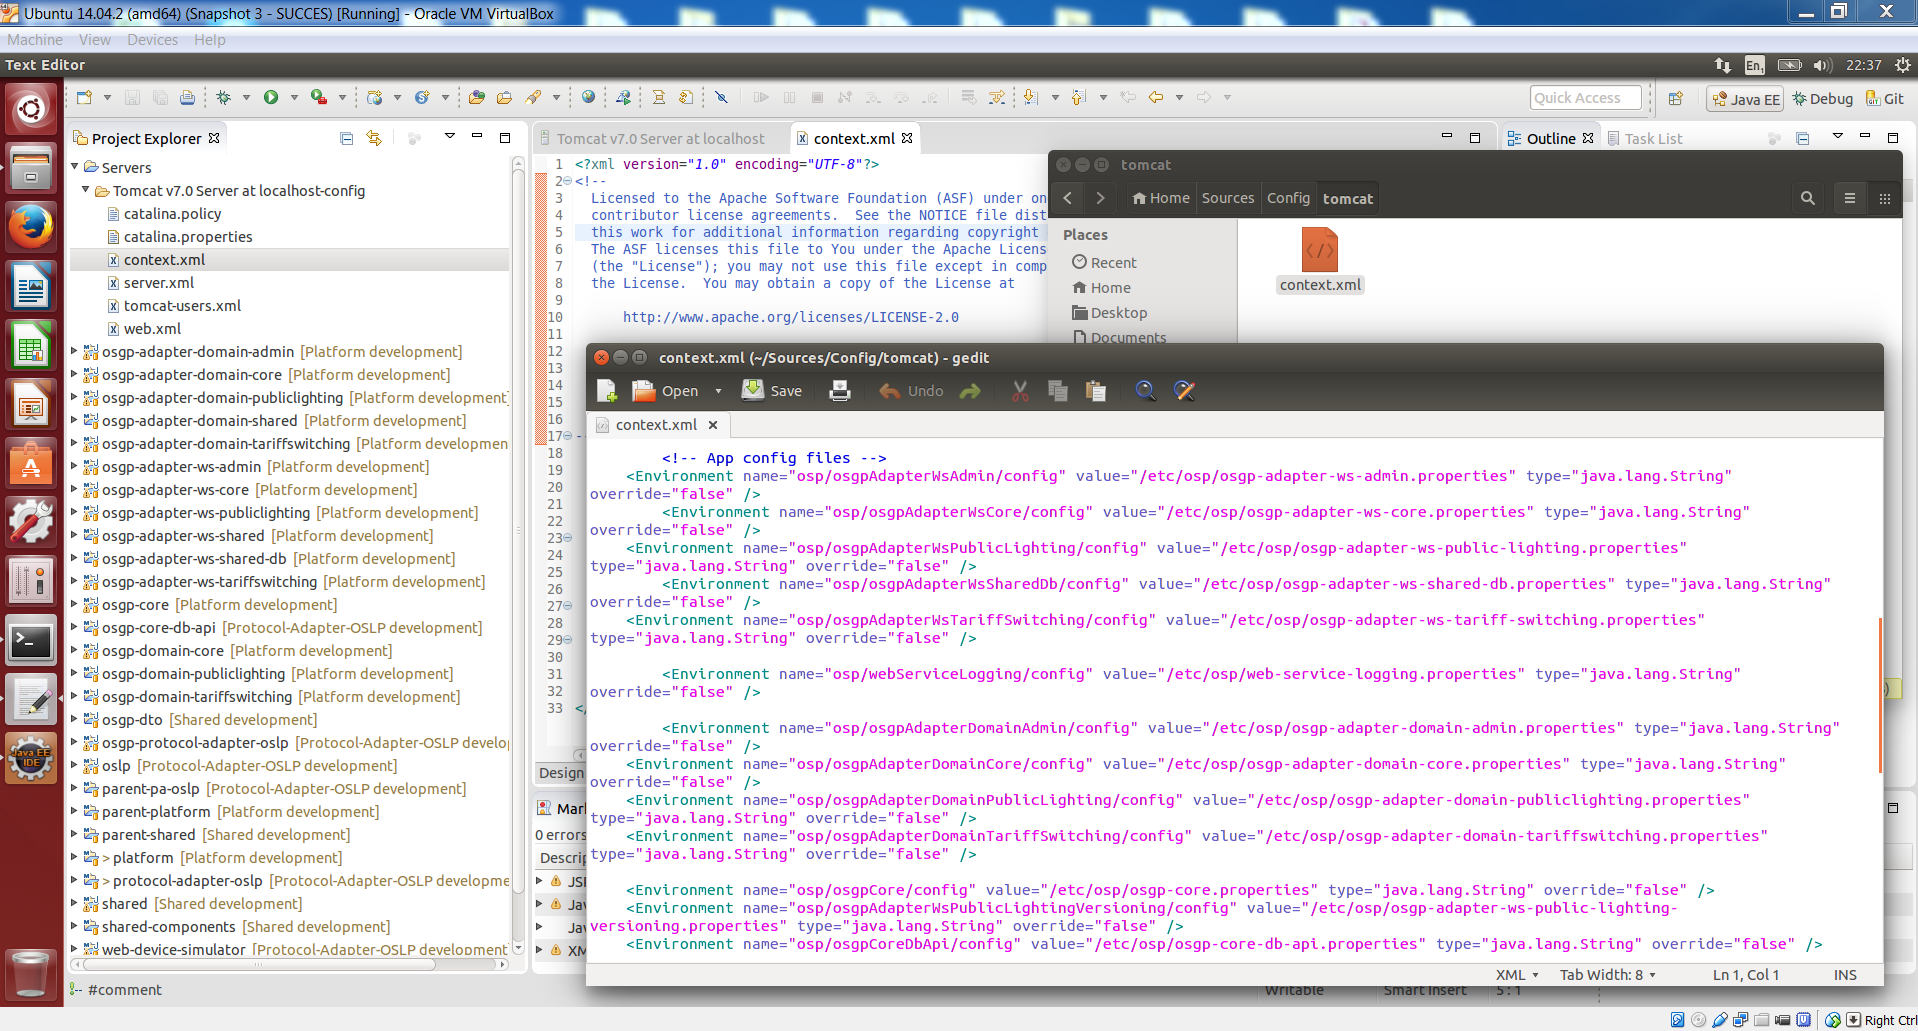 Ubuntu 14.04.2 (amd64) (Snapshot 3 - SUCCES) [Running] - Oracle VM VirtualBox
Machine View Devices Help
Text Editor
En1
22:37
Quick Access
Java EE
Debug
Git
Project Explorer
Tomcat v7.0 Server at localhost
context.xml
Outline
Task List
Servers
Tomcat v7.0 Server at localhost-config
catalina.policy
catalina.properties
context.xml
server.xml
tomcat-users.xml
web.xml
osgp-adapter-domain-admin [Platform development]
osgp-adapter-domain-core [Platform development]
osgp-adapter-domain-publiclighting [Platform development]
osgp-adapter-domain-shared [Platform development]
osgp-adapter-domain-tariffswitching [Platform developmen
osgp-adapter-ws-admin [Platform development]
osgp-adapter-ws-core [Platform development]
osgp-adapter-ws-publiclighting [Platform development]
osgp-adapter-ws-shared [Platform development]
osgp-adapter-ws-shared-db [Platform development]
osgp-adapter-ws-tariffswitching [Platform development]
osgp-core [Platform development]
osgp-core-db-api [Protocol-Adapter-OSLP development]
osgp-domain-core [Platform development]
osgp-domain-publiclighting [Platform development]
osgp-domain-tariffswitching [Platform development]
osgp-dto [Shared development]
osgp-protocol-adapter-oslp [Protocol-Adapter-OSLP develo
oslp [Protocol-Adapter-OSLP development]
parent-pa-oslp [Protocol-Adapter-OSLP development]
parent-platform [Platform development]
parent-shared [Shared development]
> platform [Platform development]
> protocol-adapter-oslp [Protocol-Adapter-OSLP developme
shared [Shared development]
shared-components [Shared development]
web-device-simulator [Protocol-Adapter-OSLP development]
#comment
1 <?xml version="1.0" encoding="UTF-8"?>
2 <!--
3 Licensed to the Apache Software Foundation (ASF) under on
4 contributor license agreements. See the NOTICE file dist
5 this work for additional information regarding copyright
6 The ASF licenses this file to You under the Apache Licens
7 (the "License"); you may not use this file except in comp
8 the License. You may obtain a copy of the License at
9
10 http://www.apache.org/licenses/LICENSE-2.0
11
12
13
14
15
16
17 -
18
19
20
21
22
23
24
25
26
27
28
29
30
31
32
33 </
Design
Mark
0 errors
Descrip
JSP
Jav
Jav
XM
Writable
Smart Insert
5 : 1
tomcat
Home
Sources
Config
tomcat
Places
Recent
Home
Desktop
Documents
context.xml
context.xml (~/Sources/Config/tomcat) - gedit
Open
Save
Undo
context.xml
<!-- App config files -->
<Environment name="osp/osgpAdapterWsAdmin/config" value="/etc/osp/osgp-adapter-ws-admin.properties" type="java.lang.String"
override="false" />
<Environment name="osp/osgpAdapterWsCore/config" value="/etc/osp/osgp-adapter-ws-core.properties" type="java.lang.String"
override="false" />
<Environment name="osp/osgpAdapterWsPublicLighting/config" value="/etc/osp/osgp-adapter-ws-public-lighting.properties"
type="java.lang.String" override="false" />
<Environment name="osp/osgpAdapterWsSharedDb/config" value="/etc/osp/osgp-adapter-ws-shared-db.properties" type="java.lang.String"
override="false" />
<Environment name="osp/osgpAdapterWsTariffSwitching/config" value="/etc/osp/osgp-adapter-ws-tariff-switching.properties"
type="java.lang.String" override="false" />
<Environment name="osp/webServiceLogging/config" value="/etc/osp/web-service-logging.properties" type="java.lang.String"
override="false" />
<Environment name="osp/osgpAdapterDomainAdmin/config" value="/etc/osp/osgp-adapter-domain-admin.properties" type="java.lang.String"
override="false" />
<Environment name="osp/osgpAdapterDomainCore/config" value="/etc/osp/osgp-adapter-domain-core.properties" type="java.lang.String"
override="false" />
<Environment name="osp/osgpAdapterDomainPublicLighting/config" value="/etc/osp/osgp-adapter-domain-publiclighting.properties"
type="java.lang.String" override="false" />
<Environment name="osp/osgpAdapterDomainTariffSwitching/config" value="/etc/osp/osgp-adapter-domain-tariffswitching.properties"
type="java.lang.String" override="false" />
<Environment name="osp/osgpCore/config" value="/etc/osp/osgp-core.properties" type="java.lang.String" override="false" />
<Environment name="osp/osgpAdapterWsPublicLightingVersioning/config" value="/etc/osp/osgp-adapter-ws-public-lighting-
versioning.properties" type="java.lang.String" override="false" />
<Environment name="osp/osgpCoreDbApi/config" value="/etc/osp/osgp-core-db-api.properties" type="java.lang.String" override="false" />
XML
Tab Width: 8
Ln 1, Col 1
INS
Right Ctrl